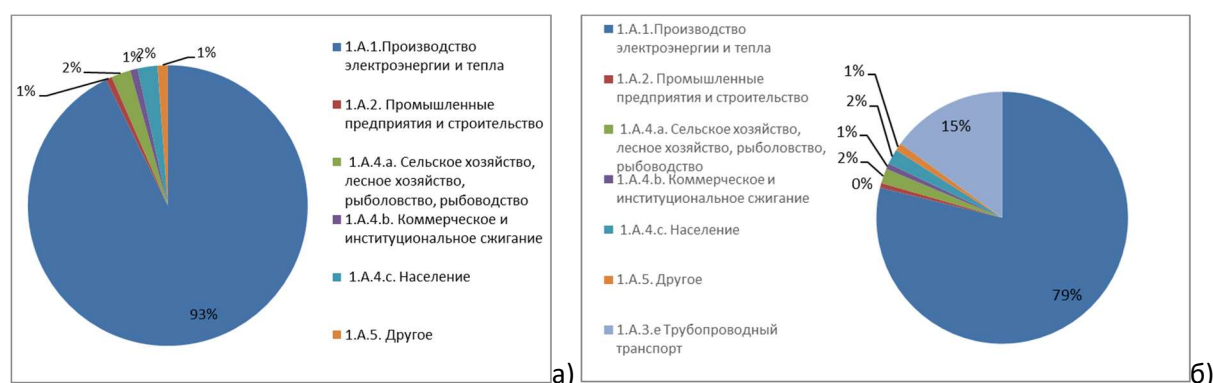 1%
2%
1%
2%
1%
93%
1.А.1.Производство
электроэнергии и тепла
1.А.2. Промышленные
предприятия и строительство
1.А.4.a. Сельское хозяйство,
лесное хозяйство,
рыболовство, рыбоводство
1.А.4.b. Коммерческое и
институциональное сжигание
1.А.4.c. Население
1.А.5. Другое
а)
1.А.1.Производство
электроэнергии и тепла
1.А.2. Промышленные
предприятия и строительство
1.А.4.a. Сельское хозяйство,
лесное хозяйство, рыболовство,
рыбоводство
1.А.4.b. Коммерческое и
институциональное сжигание
1.А.4.c. Население
1.А.5. Другое
1.А.3.e Трубопроводный
транспорт
1%
2%
1%
2%
0%
15%
79%
б)